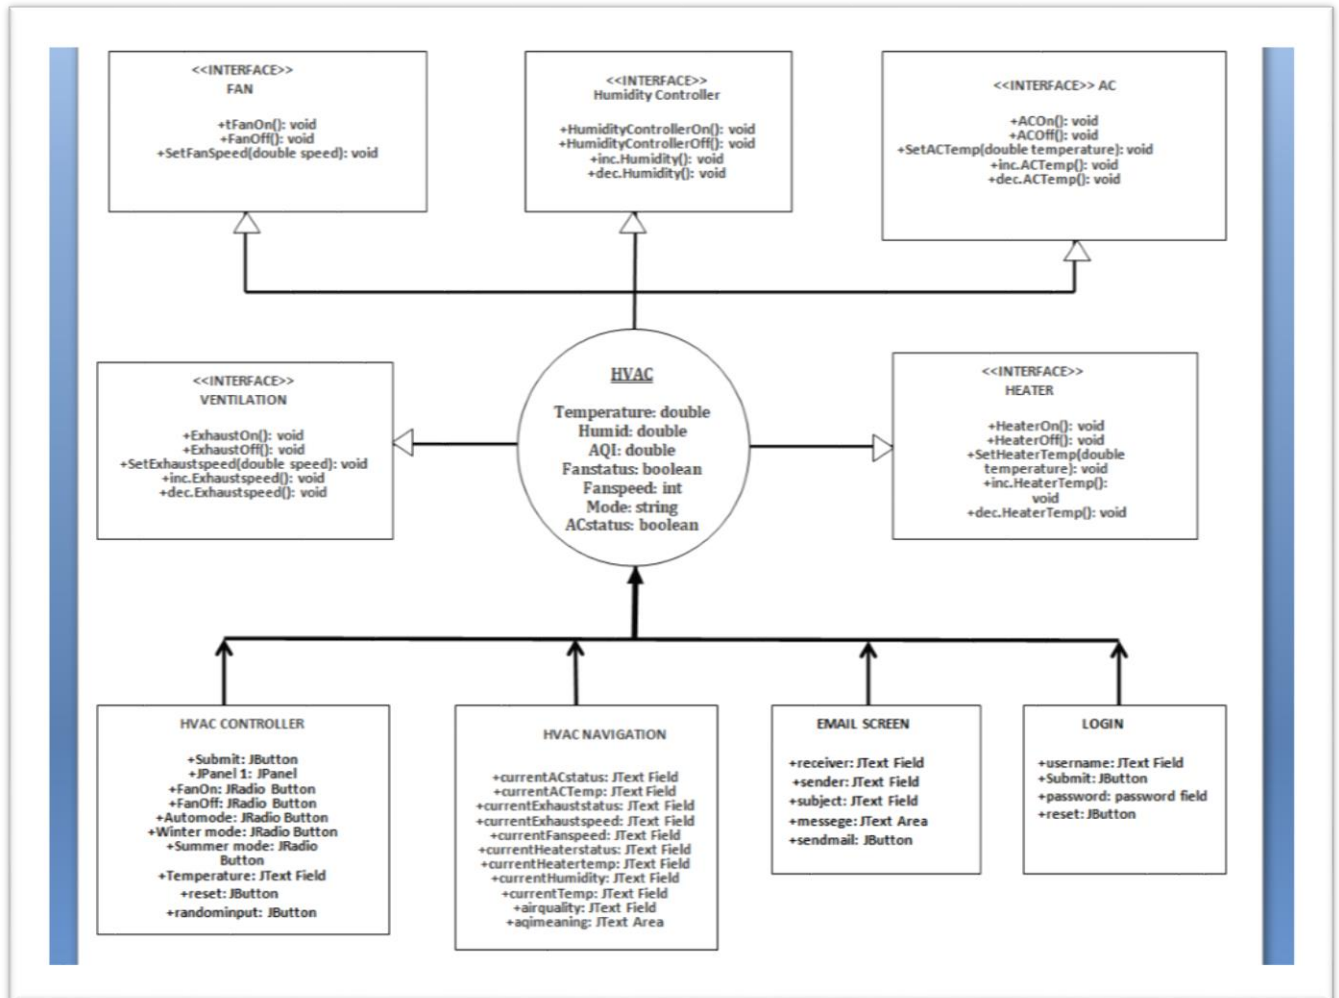 <<INTERFACE>>
FAN
+tFanOn(): void
+FanOff(): void
+SetFanSpeed(double speed): void
<<INTERFACE>>
Humidity Controller
+HumidityControllerOn(): void
+HumidityControllerOff(): void
+inc.Humidity(): void
+dec.Humidity(): void
<<INTERFACE>> AC
+ACOn(): void
+ACOff(): void
+SetACTemp(double temperature): void
+inc.ACTemp(): void
+dec.ACTemp(): void
<<INTERFACE>>
VENTILATION
+ExhaustOn(): void
+ExhaustOff(): void
+SetExhaustspeed(double speed): void
+inc.Exhaustspeed(): void
+dec.Exhaustspeed(): void
HVAC
Temperature: double
Humid: double
AQI: double
Fanstatus: boolean
Fanspeed: int
Mode: string
ACstatus: boolean
<<INTERFACE>>
HEATER
+HeaterOn(): void
+HeaterOff(): void
+SetHeaterTemp(double
temperature): void
+inc.HeaterTemp():
void
+dec.HeaterTemp(): void
HVAC CONTROLLER
+Submit: JButton
+JPanel 1: JPanel
+FanOn: JRadio Button
+FanOff: JRadio Button
+Automode: JRadio Button
+Winter mode: JRadio Button
+Summer mode: JRadio
Button
+Temperature: JText Field
+reset: JButton
+randominput: JButton
HVAC NAVIGATION
+currentACstatus: JText Field
+currentACTemp: JText Field
+currentExhauststatus: JText Field
+currentExhaustspeed: JText Field
+currentFanspeed: JText Field
+currentHeaterstatus: JText Field
+currentHeatertemp: JText Field
+currentHumidity: JText Field
+currentTemp: JText Field
+airquality: JText Field
+aqimeaning: JText Area
EMAIL SCREEN
+receiver: JText Field
+sender: JText Field
+subject: JText Field
+messege: JText Area
+sendmail: JButton
LOGIN
+username: JText Field
+Submit: JButton
+password: password field
+reset: JButton